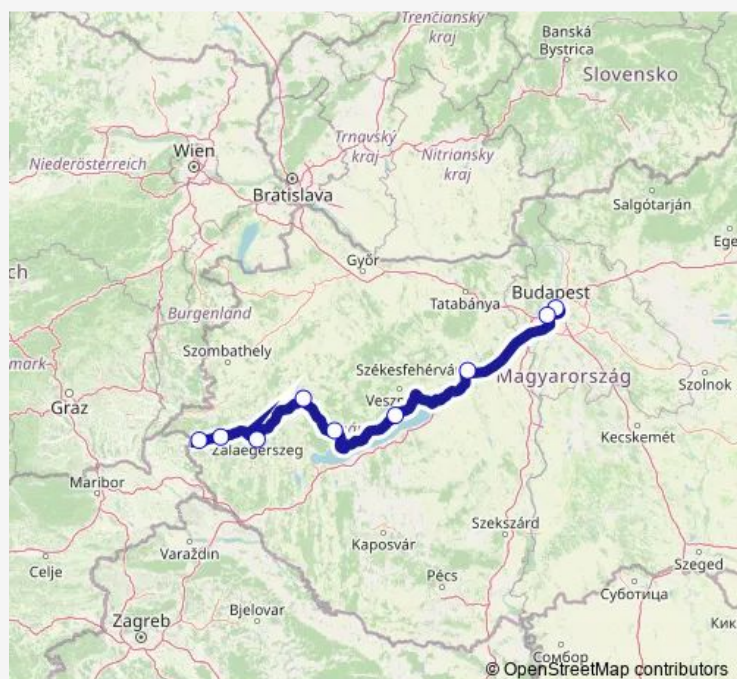 Trenčiansky
kraj
Banská
Bystrica
Slovensko
Wien
Niederösterreich
Trnavský
kraj
Nitriansky
kraj
Bratislava
Salgótarján
Győr
Tatabánya
Budapest
Burgenland
Szombathely
Székesfehérvár
Magyarország
Szolnok
Graz
Zalaegerszeg
Kecskemét
Maribor
Kaposvár
Szekszárd
Varaždin
Celje
Pécs
Szeged
Суботица
Bjelovar
Zagreb
Сомбор
© OpenStreetMap contributors